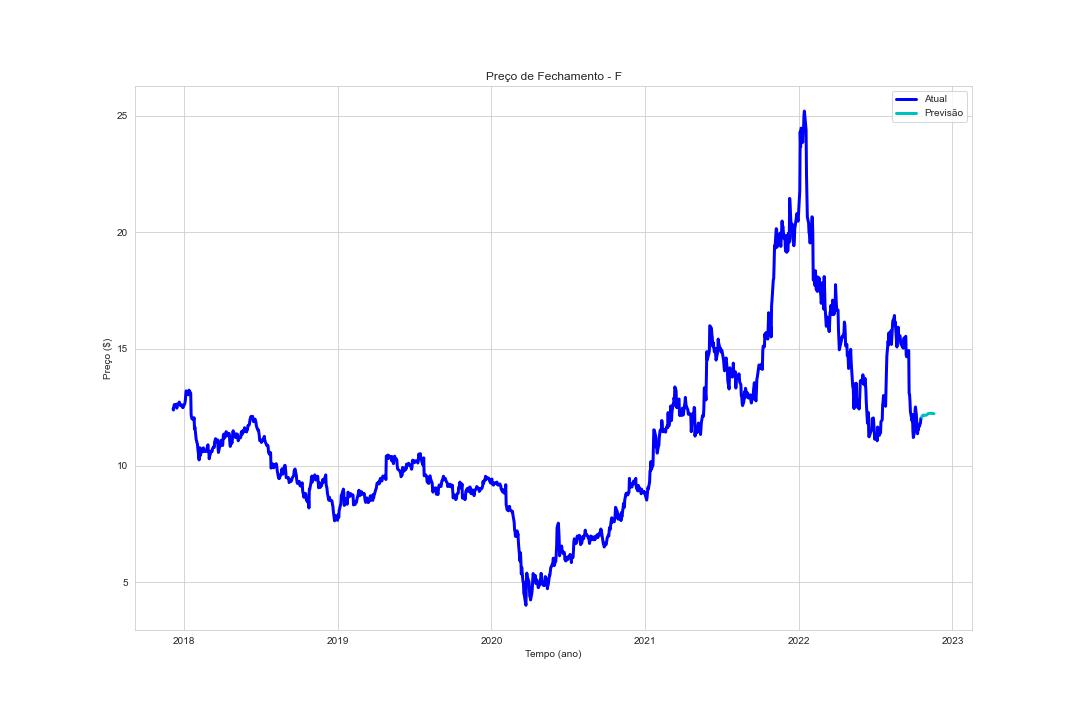 Preço de Fechamento - F
Atual
Previsão
25
20
15
10
5
Preço ($)
2018 2019 2020 2021 2022 2023
Tempo (ano)